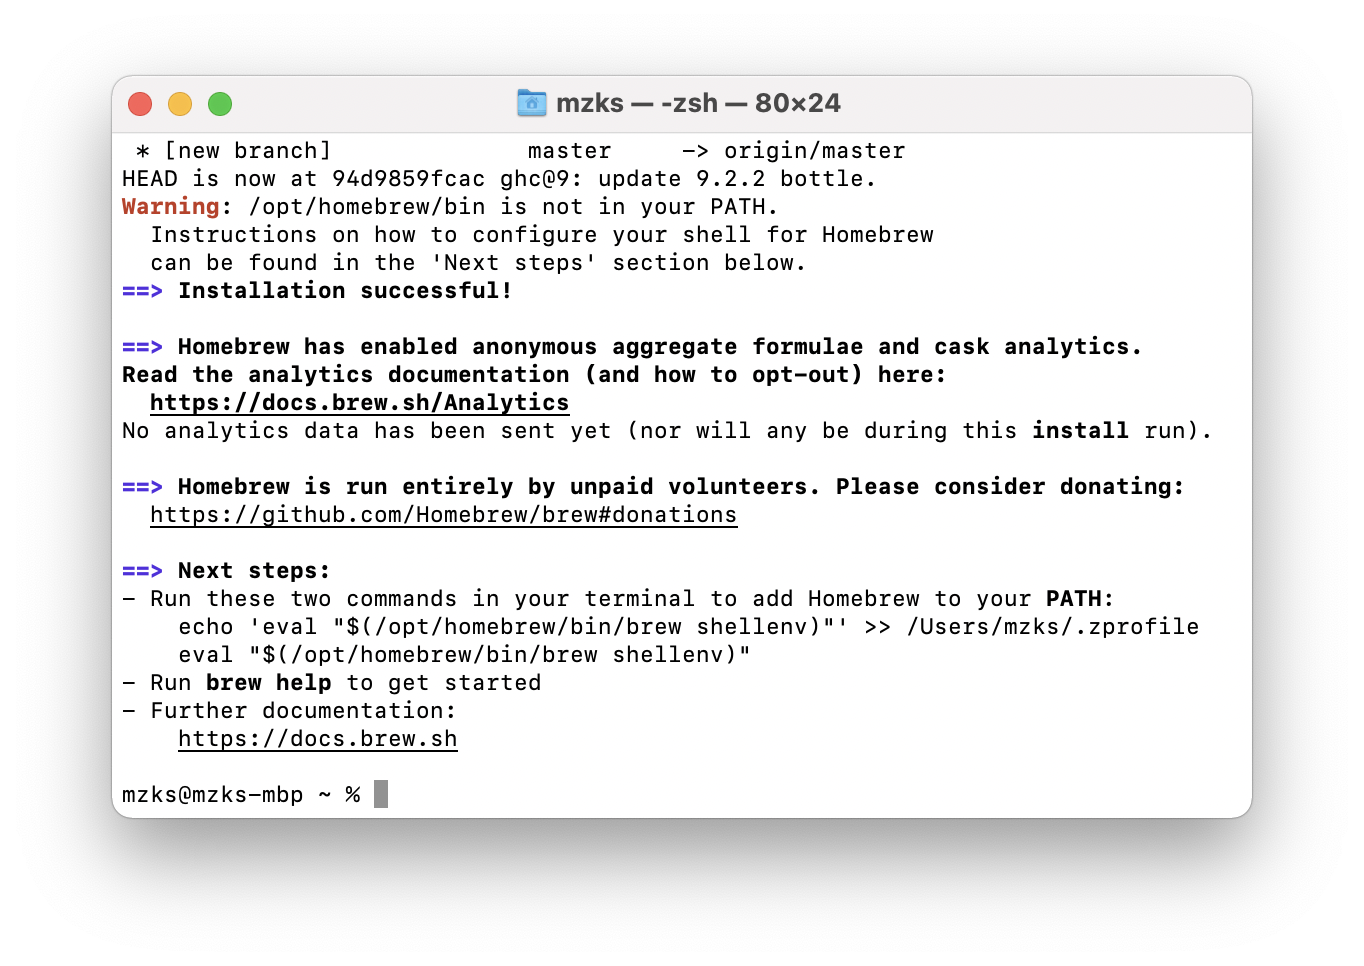 mzks — -zsh — 80×24
* [new branch]              master     -> origin/master
HEAD is now at 94d9859fcac ghc@9: update 9.2.2 bottle.
Warning: /opt/homebrew/bin is not in your PATH.
  Instructions on how to configure your shell for Homebrew
  can be found in the 'Next steps' section below.
==> Installation successful!

==> Homebrew has enabled anonymous aggregate formulae and cask analytics.
Read the analytics documentation (and how to opt-out) here:
  https://docs.brew.sh/Analytics
No analytics data has been sent yet (nor will any be during this install run).

==> Homebrew is run entirely by unpaid volunteers. Please consider donating:
  https://github.com/Homebrew/brew#donations

==> Next steps:
- Run these two commands in your terminal to add Homebrew to your PATH:
    echo 'eval "$(/opt/homebrew/bin/brew shellenv)"' >> /Users/mzks/.zprofile
    eval "$(/opt/homebrew/bin/brew shellenv)"
- Run brew help to get started
- Further documentation:
    https://docs.brew.sh

mzks@mzks-mbp ~ %